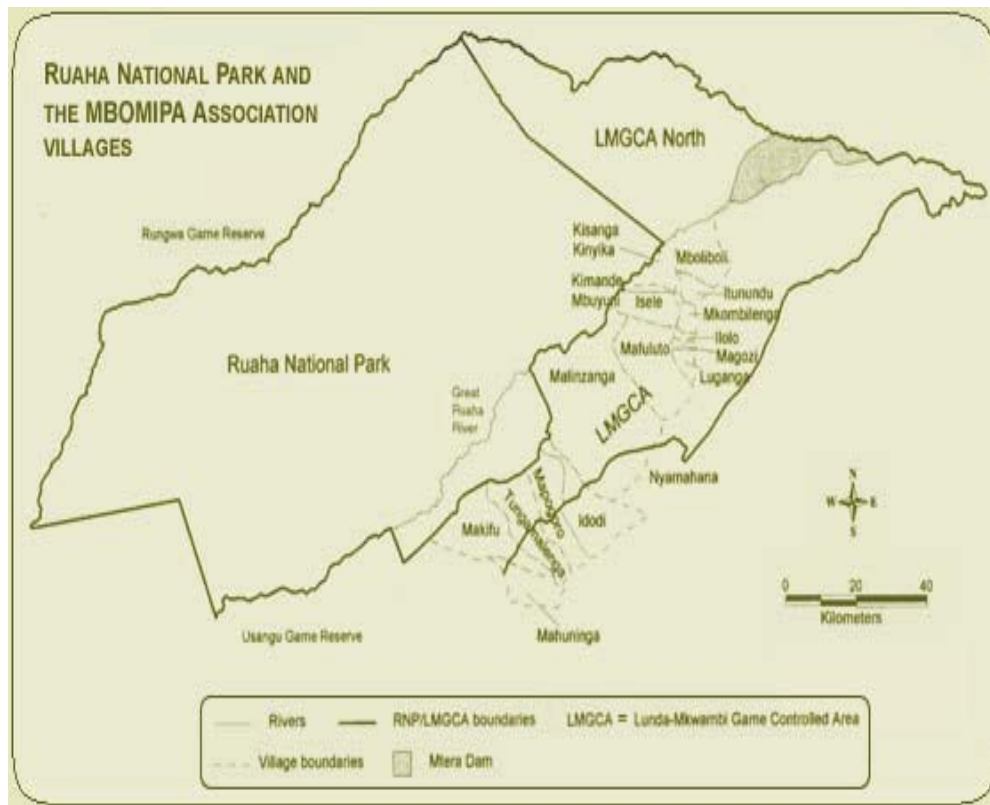 RUAHA NATIONAL PARK AND
THE MBOMIPA ASSOCIATION
VILLAGES
LMGCA North
Rungwa Game Reserve
Kisanga
Kinyika
Mboliboli
Kimande
Mbuyuni
Isele
Itunundu
Mkombilenga
Ilolo
Mafuluto
Magozi
Luganga
Ruaha National Park
Malinzanga
Great
Ruaha
River
LMGCA
Nyamahana
Mapogoro
Idodi
Makifu
Tungamalenga
Mahuninga
Usangu Game Reserve
N
W E
S
0 20 40
Kilometers
Rivers RNP/LMGCA boundaries LMGCA = Lunda-Mkwambi Game Controlled Area
Village boundaries Mtera Dam